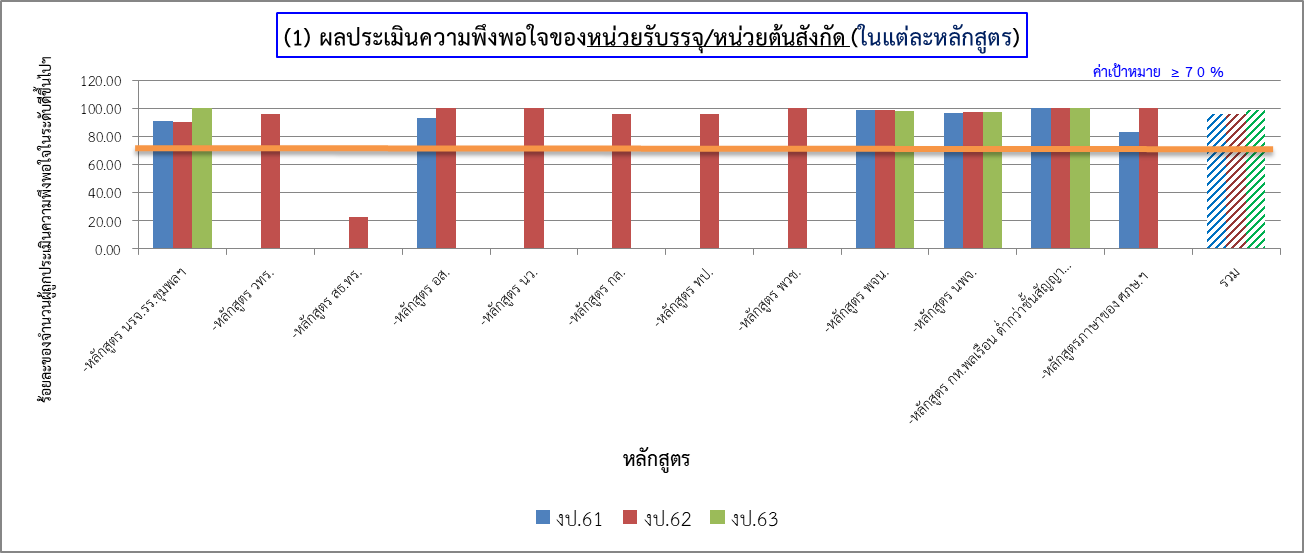 (1) ผลประเมินความพึงพอใจของหน่วยรับบรรจุ/หน่วยต้นสังกัด (ในแต่ละหลักสูตร)
ค่าเป้าหมาย ≥ 7 0 %
ร้อยละของจำนวนผู้ถูกประเมินความพึงพอใจในระดับดีขึ้นไปๆ
120.00
100.00
80.00
60.00
40.00
20.00
0.00
-หลักสูตร นรจ.รร.ชุมพลฯ
-หลักสูตร วทร.
-หลักสูตร สธ.ทร.
-หลักสูตร อส.
-หลักสูตร นว.
-หลักสูตร กล.
-หลักสูตร ทป.
-หลักสูตร พวช.
-หลักสูตร พจน.
-หลักสูตร นพจ.
-หลักสูตร กห.พลเรือน ต่ำกว่าชั้นสัญญา...
-หลักสูตรภาษาของ ศภษ.ฯ
รวม
หลักสูตร
งป.61
งป.62
งป.63